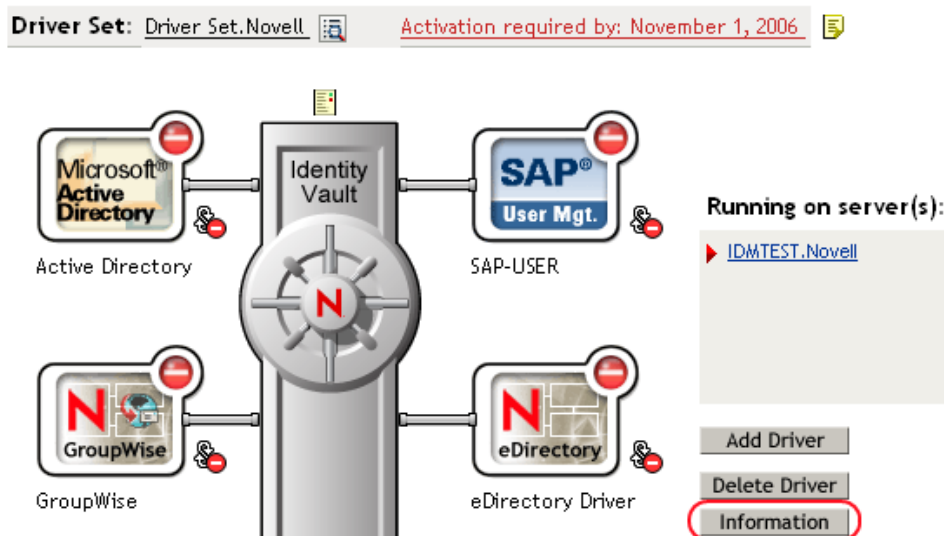 Driver Set: Driver Set.Novell Activation required by: November 1, 2006
Identity
Vault
Microsoft®
Active
Directory
Active Directory
SAP®
User Mgt.
SAP-USER
Running on server(s):
IDMTEST.Novell
N
N
GroupWise
GroupWise
N
eDirectory
eDirectory Driver
Add Driver
Delete Driver
Information